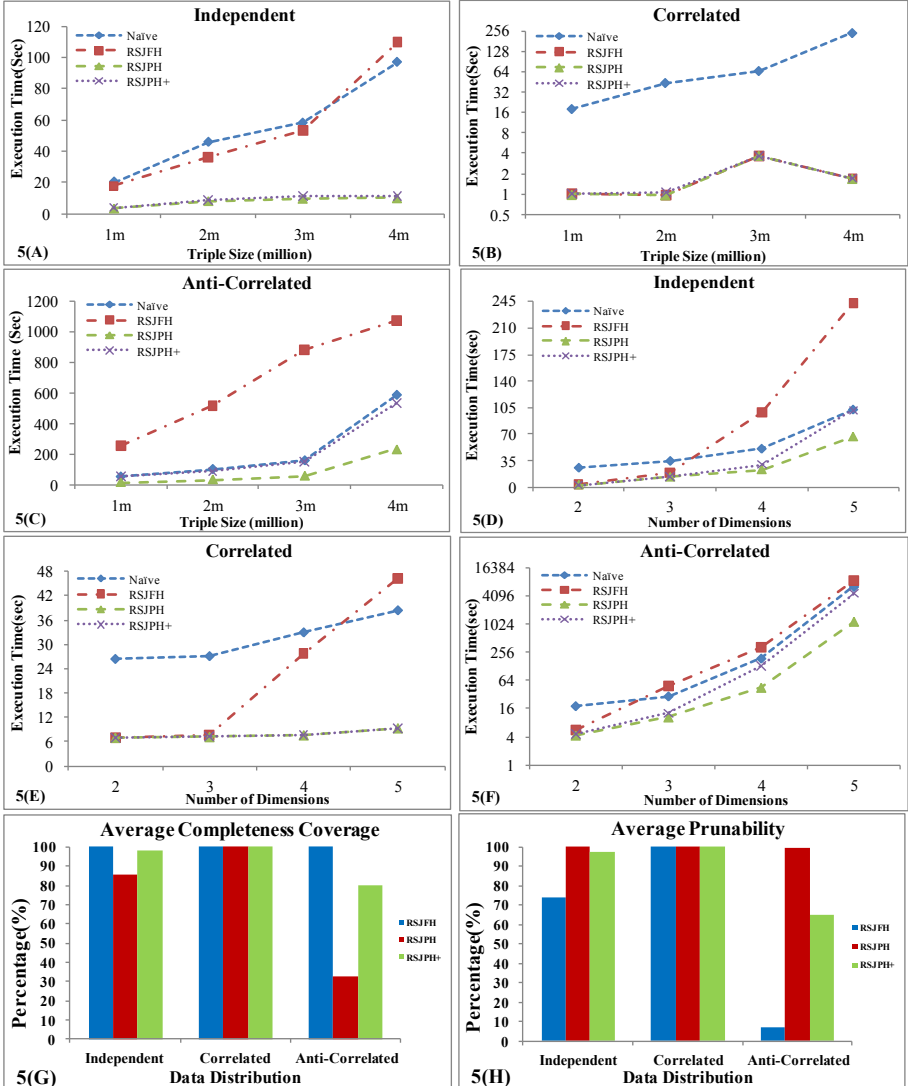 Independent
Execution Time(Sec)
120
100
80
60
40
20
0
Naïve
RSJFH
RSJPH
RSJPH+
1m 2m 3m 4m
5(A) Triple Size (million)
Correlated
Execution Time(Sec)
256
128
64
32
16
8
4
2
1
0.5
Naïve
RSJFH
RSJPH
RSJPH+
1m 2m 3m 4m
5(B) Triple Size (million)
Anti-Correlated
Execution Time (Sec)
1200
1000
800
600
400
200
0
Naïve
RSJFH
RSJPH
RSJPH+
1m 2m 3m 4m
5(C) Triple Size (million)
Independent
Execution Time(sec)
245
210
175
140
105
70
35
0
Naïve
RSJFH
RSJPH
RSJPH+
2 3 4 5
5(D) Number of Dimensions
Correlated
Execution Time(sec)
48
42
36
30
24
18
12
6
0
Naïve
RSJFH
RSJPH
RSJPH+
2 3 4 5
5(E) Number of Dimensions
Anti-Correlated
Execution Time(sec)
16384
4096
1024
256
64
16
4
1
Naïve
RSJFH
RSJPH
RSJPH+
2 3 4 5
5(F) Number of Dimensions
Average Completeness Coverage
Percentage(%)
100
90
80
70
60
50
40
30
20
10
0
RSJFH
RSJPH
RSJPH+
Independent Correlated Anti-Correlated
5(G) Data Distribution
Average Prunability
Percentage(%)
100
90
80
70
60
50
40
30
20
10
0
RSJFH
RSJPH
RSJPH+
Independent Correlated Anti-Correlated
5(H) Data Distribution